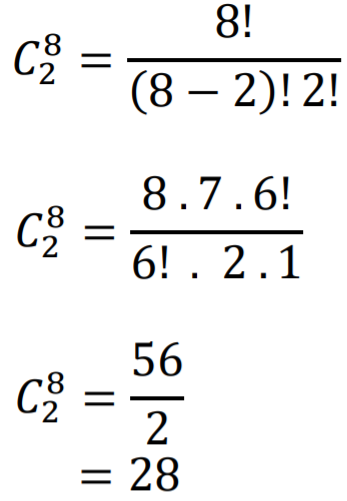 C₂⁸ = 8! / (8 − 2)! 2!
C₂⁸ = 8 . 7 . 6! / 6! . 2 . 1
C₂⁸ = 56 / 2
= 28